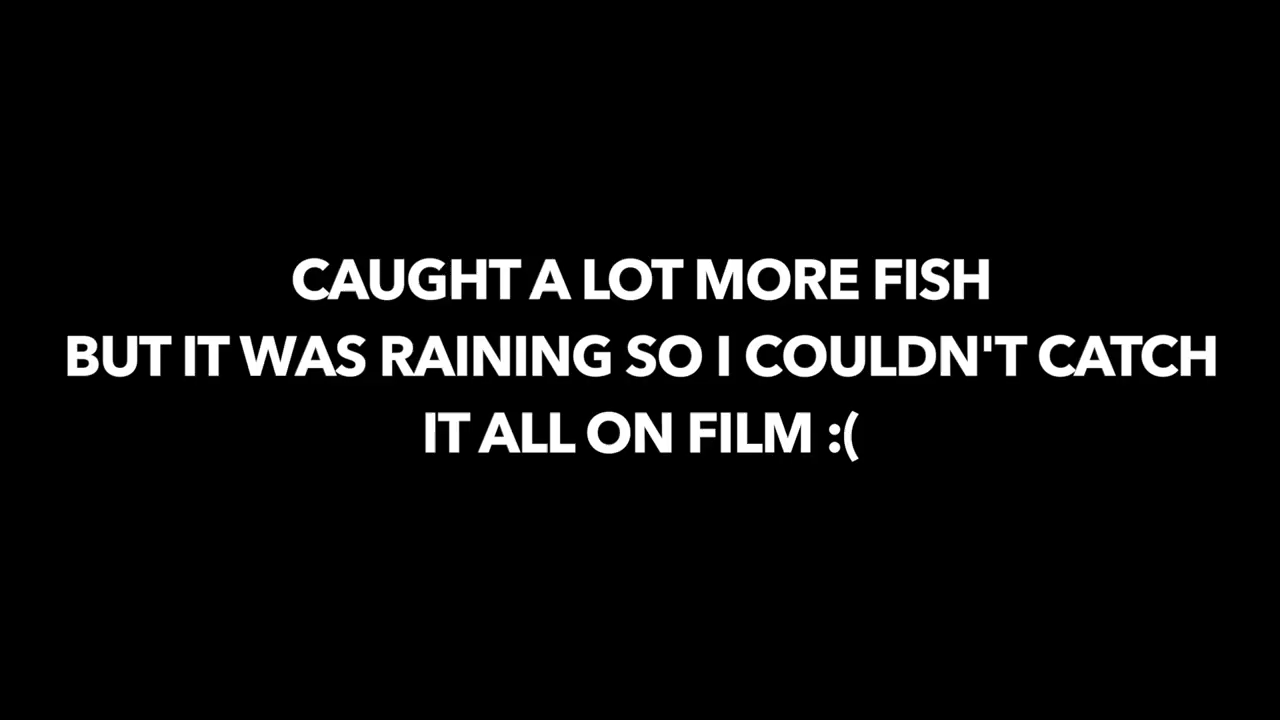 CAUGHT A LOT MORE FISH
BUT IT WAS RAINING SO I COULDN'T CATCH
IT ALL ON FILM :(